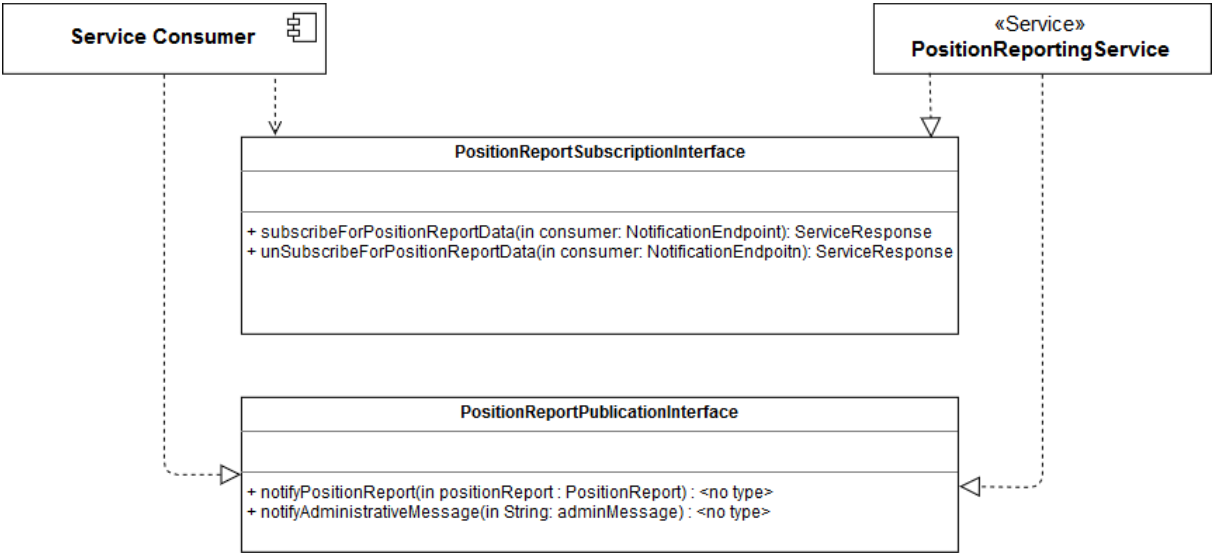 Service Consumer
«Service»
PositionReportingService
PositionReportSubscriptionInterface
+ subscribeForPositionReportData(in consumer: NotificationEndpoint): ServiceResponse
+ unSubscribeForPositionReportData(in consumer: NotificationEndpoitn): ServiceResponse
PositionReportPublicationInterface
+ notifyPositionReport(in positionReport : PositionReport) : <no type>
+ notifyAdministrativeMessage(in String: adminMessage) : <no type>